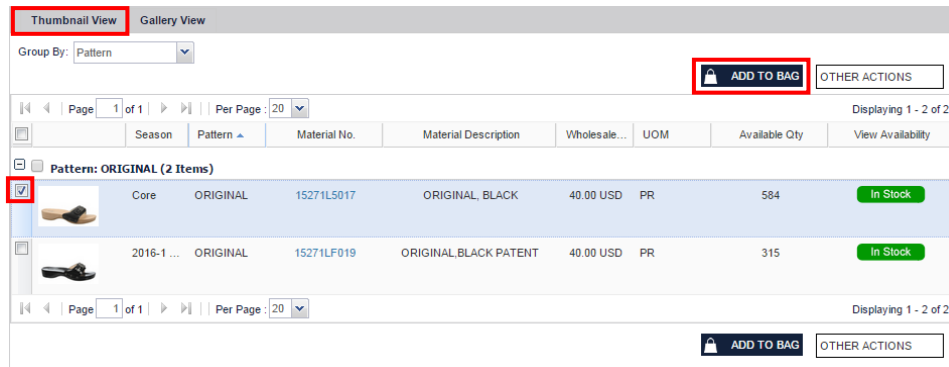 Thumbnail View Gallery View
Group By: Pattern
ADD TO BAG OTHER ACTIONS
Page 1 of 1 Per Page : 20 Displaying 1 - 2 of 2
Season Pattern Material No. Material Description Wholesale... UOM Available Qty View Availability
Pattern: ORIGINAL (2 Items)
Core ORIGINAL 15271L5017 ORIGINAL, BLACK 40.00 USD PR 584 In Stock
2016-1 ... ORIGINAL 15271LF019 ORIGINAL,BLACK PATENT 40.00 USD PR 315 In Stock
Page 1 of 1 Per Page : 20 Displaying 1 - 2 of 2
ADD TO BAG OTHER ACTIONS